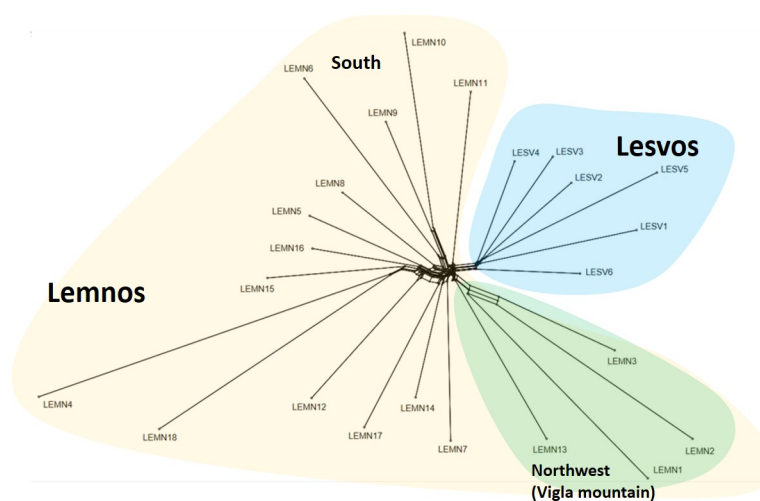 LEMN10
South
LEMN6
LEMN11
LEMN9
Lesvos
LESV4
LESV3
LESV5
LESV2
LEMN8
LEMN5
LESV1
LEMN16
LESV6
LEMN15
Lemnos
LEMN3
LEMN4
LEMN12
LEMN14
LEMN18
LEMN17
LEMN7
LEMN13
LEMN2
Northwest
LEMN1
(Vigla mountain)